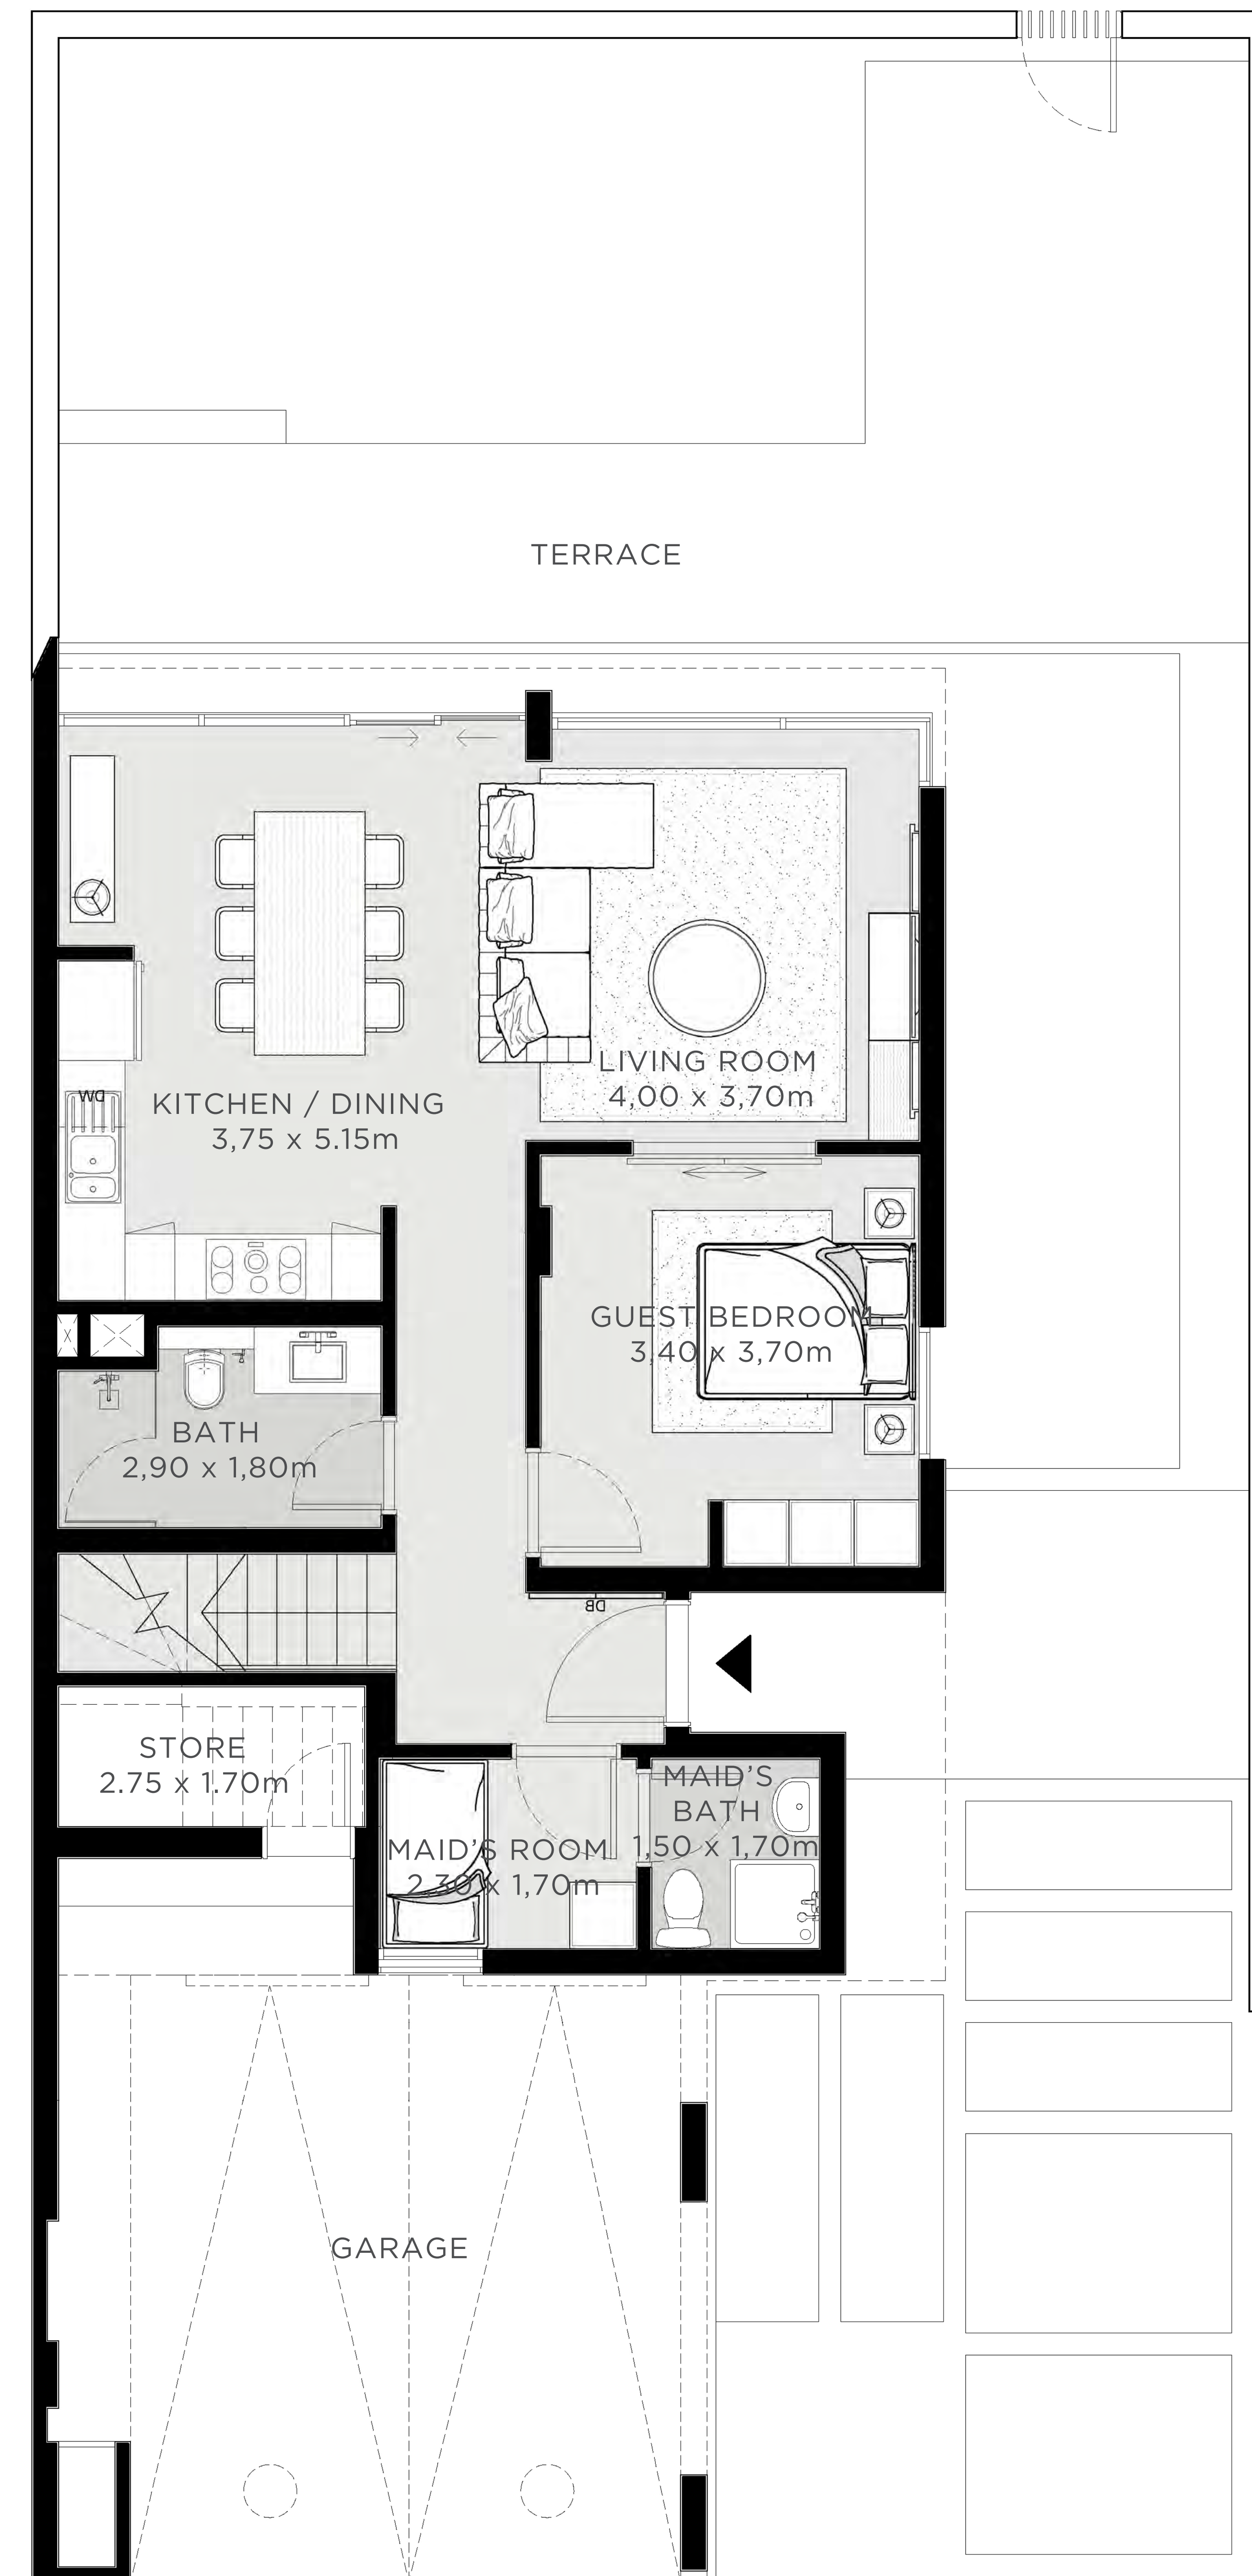 TERRACE
LIVING ROOM
4,00 x 3,70m
DW
KITCHEN / DINING
3,75 x 5.15m
GUEST BEDROOM
3,40 x 3,70m
BATH
2,90 x 1,80m
DB
STORE
2.75 x 1.70m
MAID'S
BATH
1,50 x 1,70m
MAID'S ROOM
2,30 x 1,70m
GARAGE